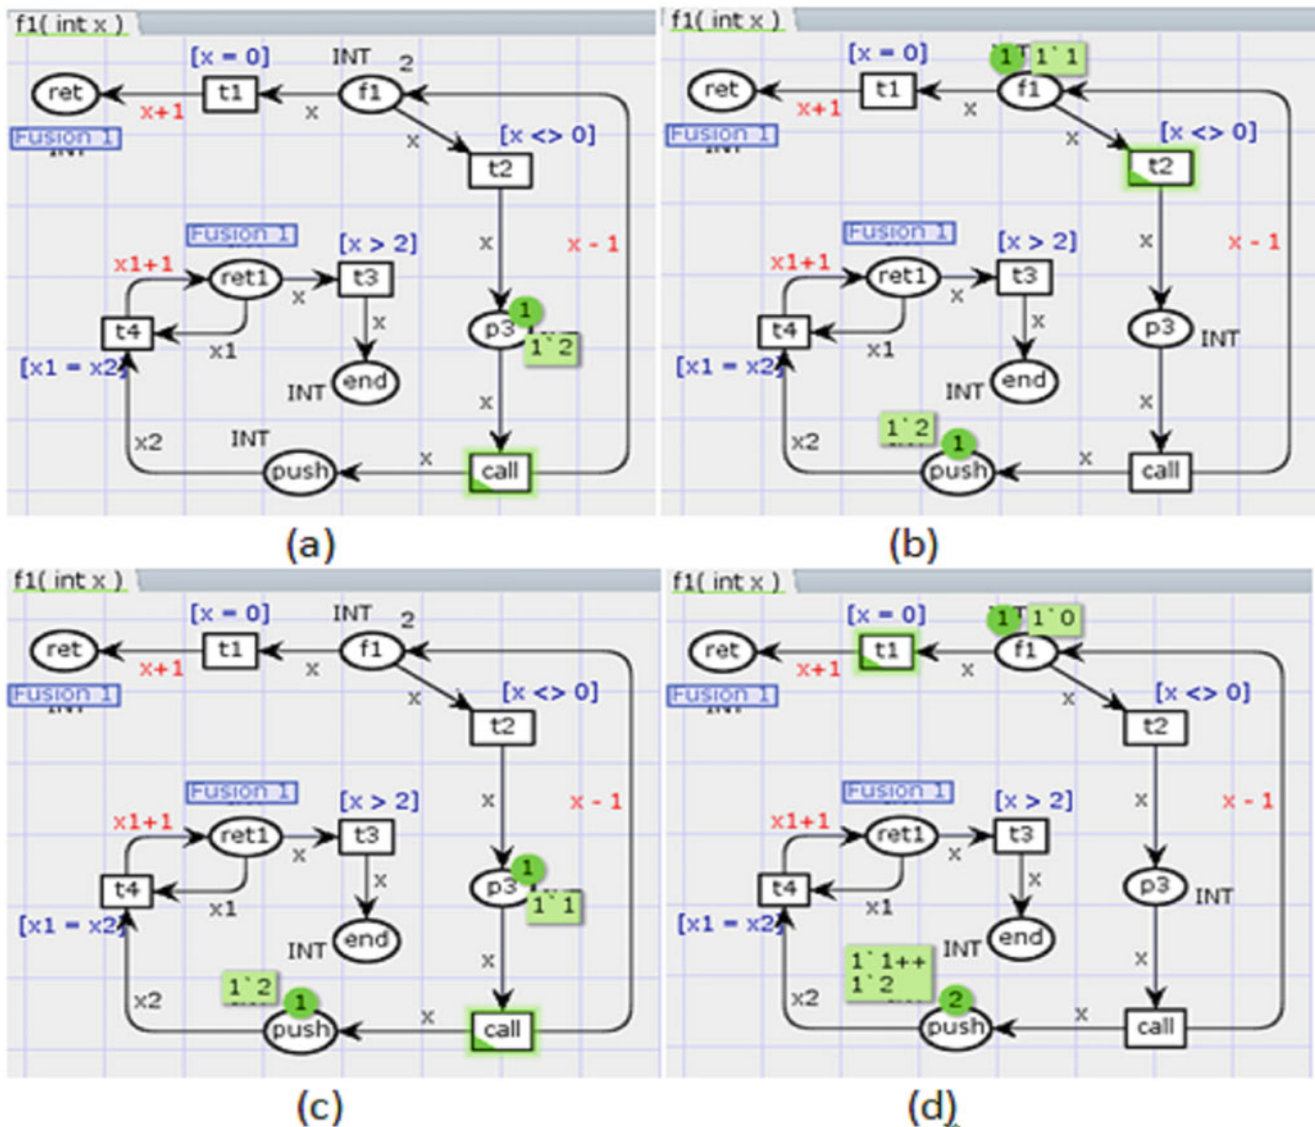 f1( int x )
[x = 0]
INT
2
ret
t1
f1
x+1
x
x
[x <> 0]
Fusion 1
INT
t2
Fusion 1
[x > 2]
x
x - 1
x1+1
ret1
t3
x
t4
x1
x
p3
1
1`2
[x1 = x2]
INT
end
x
INT
x2
x
push
call
(a)
f1( int x )
[x = 0]
1
1`1
ret
t1
f1
x+1
x
x
[x <> 0]
Fusion 1
INT
t2
Fusion 1
[x > 2]
x
x - 1
x1+1
ret1
t3
x
t4
x1
x
p3
INT
[x1 = x2]
INT
end
x
1`2
1
x2
x
push
call
(b)
f1( int x )
[x = 0]
INT
2
ret
t1
f1
x+1
x
x
[x <> 0]
Fusion 1
INT
t2
Fusion 1
[x > 2]
x
x - 1
x1+1
ret1
t3
x
t4
x1
x
p3
1
1`1
[x1 = x2]
INT
end
x
1`2
1
x2
x
push
call
(c)
f1( int x )
[x = 0]
1
1`0
ret
t1
f1
x+1
x
x
[x <> 0]
Fusion 1
INT
t2
Fusion 1
[x > 2]
x
x - 1
x1+1
ret1
t3
x
t4
x1
x
p3
INT
[x1 = x2]
INT
end
x
1`1++
1`2
2
x2
x
push
call
(d)